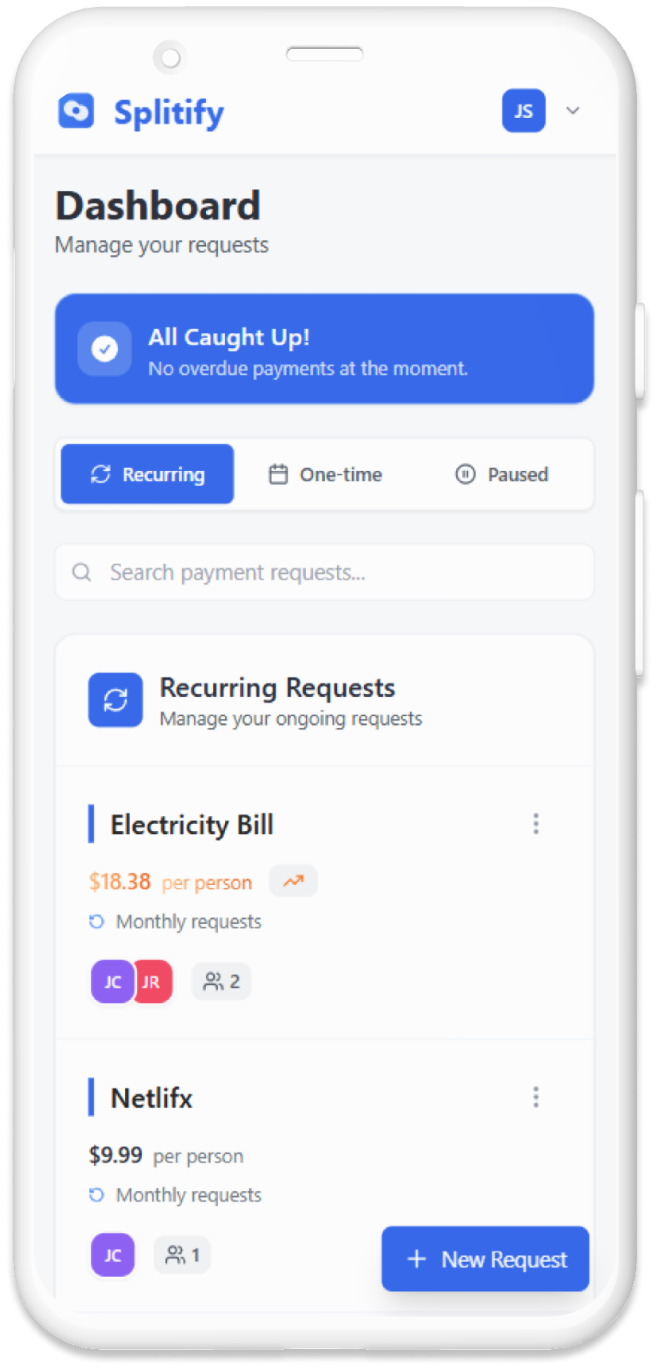 Splitify
JS
Dashboard
Manage your requests
All Caught Up!
No overdue payments at the moment.
Recurring
One-time
Paused
Search payment requests...
Recurring Requests
Manage your ongoing requests
Electricity Bill
$18.38 per person
Monthly requests
JC JR 2
Netlifx
$9.99 per person
Monthly requests
JC 1
+ New Request